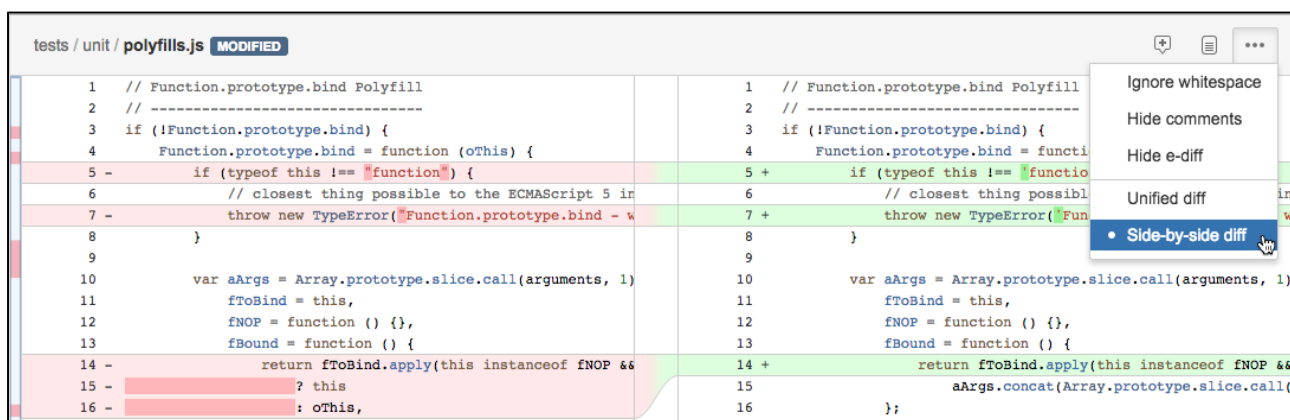 tests / unit / polyfills.js MODIFIED
1 // Function.prototype.bind Polyfill
2 // --------------------------------
3 if (!Function.prototype.bind) {
4 Function.prototype.bind = function (oThis) {
5 - if (typeof this !== "function") {
6 // closest thing possible to the ECMAScript 5 in
7 - throw new TypeError("Function.prototype.bind - w
8 }
9
10 var aArgs = Array.prototype.slice.call(arguments, 1)
11 fToBind = this,
12 fNOP = function () {},
13 fBound = function () {
14 - return fToBind.apply(this instanceof fNOP &&
15 - ? this
16 - : oThis,
1 // Function.prototype.bind Polyfill
2 // --------------------------------
3 if (!Function.prototype.bind) {
4 Function.prototype.bind = functi
5 + if (typeof this !== 'functio
6 // closest thing possibl in
7 + throw new TypeError('Fun w
8 }
9
10 var aArgs = Array.prototype.slice.call(arguments, 1)
11 fToBind = this,
12 fNOP = function () {},
13 fBound = function () {
14 + return fToBind.apply(this instanceof fNOP &&
15 aArgs.concat(Array.prototype.slice.call(
16 };
Ignore whitespace
Hide comments
Hide e-diff
Unified diff
• Side-by-side diff